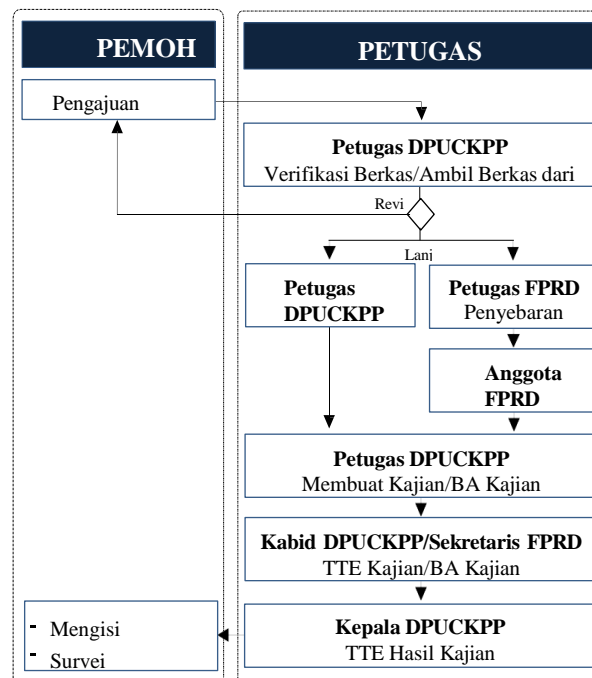 PEMOH
PETUGAS
Pengajuan
Petugas DPUCKPP
Verifikasi Berkas/Ambil Berkas dari
Revi
Lanj
Petugas
DPUCKPP
Petugas FPRD
Penyebaran
Anggota
FPRD
Petugas DPUCKPP
Membuat Kajian/BA Kajian
Kabid DPUCKPP/Sekretaris FPRD
TTE Kajian/BA Kajian
Kepala DPUCKPP
TTE Hasil Kajian
- Mengisi
- Survei